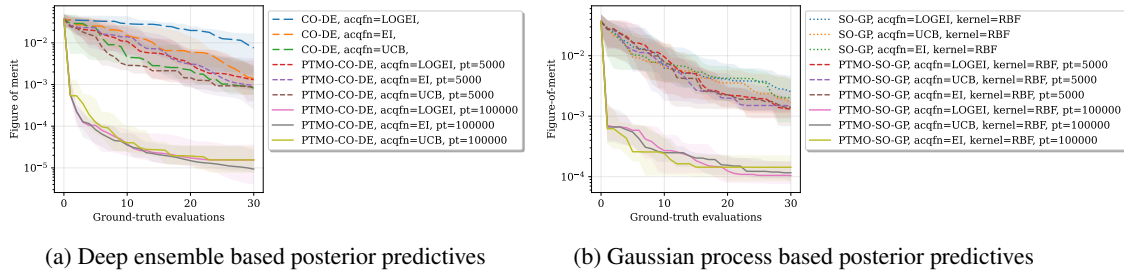 Figure of merit
10⁻²
10⁻³
10⁻⁴
10⁻⁵
0
10
20
30
Ground-truth evaluations
CO-DE, acqfn=LOGEI,
CO-DE, acqfn=EI,
CO-DE, acqfn=UCB,
PTMO-CO-DE, acqfn=LOGEI, pt=5000
PTMO-CO-DE, acqfn=EI, pt=5000
PTMO-CO-DE, acqfn=UCB, pt=5000
PTMO-CO-DE, acqfn=LOGEI, pt=100000
PTMO-CO-DE, acqfn=EI, pt=100000
PTMO-CO-DE, acqfn=UCB, pt=100000
(a) Deep ensemble based posterior predictives
Figure-of-merit
10⁻²
10⁻³
10⁻⁴
0
10
20
30
Ground-truth evaluations
SO-GP, acqfn=LOGEI, kernel=RBF
SO-GP, acqfn=UCB, kernel=RBF
SO-GP, acqfn=EI, kernel=RBF
PTMO-SO-GP, acqfn=LOGEI, kernel=RBF, pt=5000
PTMO-SO-GP, acqfn=UCB, kernel=RBF, pt=5000
PTMO-SO-GP, acqfn=EI, kernel=RBF, pt=5000
PTMO-SO-GP, acqfn=LOGEI, kernel=RBF, pt=100000
PTMO-SO-GP, acqfn=UCB, kernel=RBF, pt=100000
PTMO-SO-GP, acqfn=EI, kernel=RBF, pt=100000
(b) Gaussian process based posterior predictives